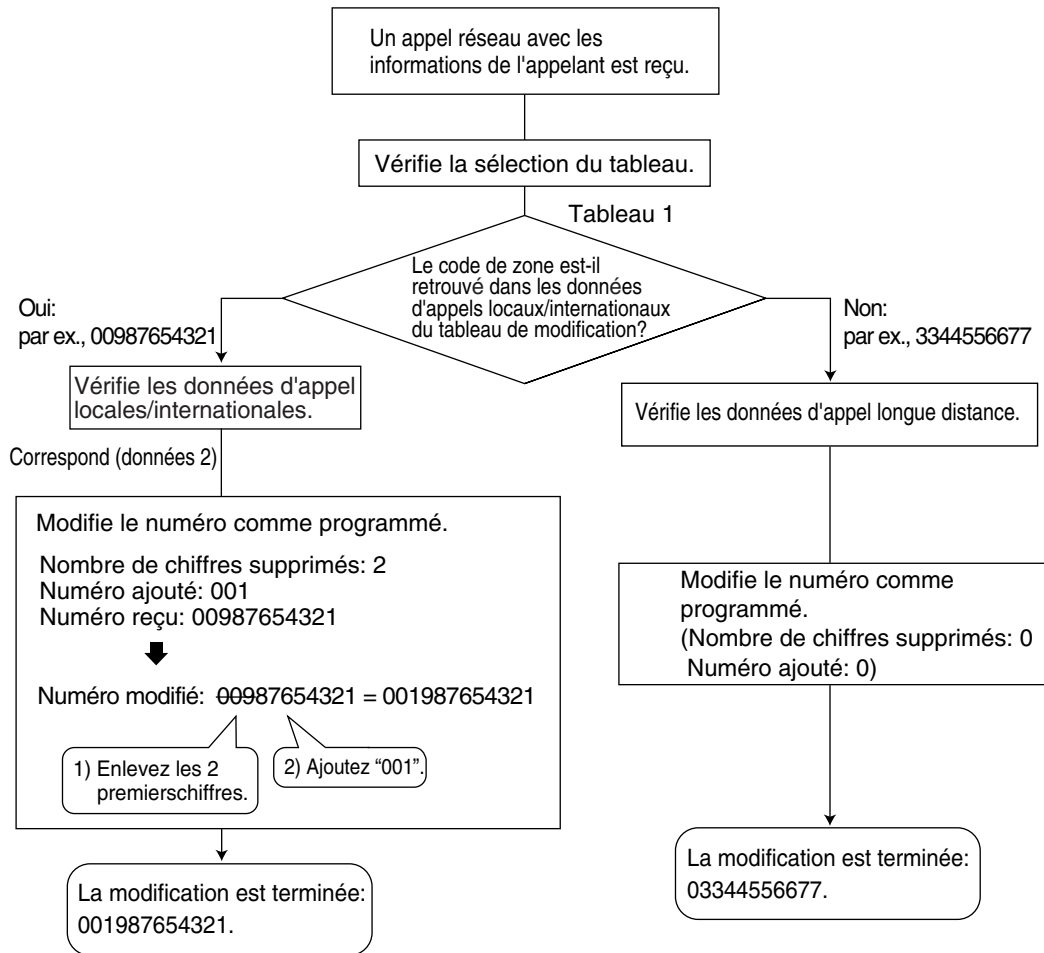 Un appel réseau avec les
informations de l'appelant est reçu.
Vérifie la sélection du tableau.
Tableau 1
Le code de zone est-il
retrouvé dans les données
d'appels locaux/internationaux
du tableau de modification?
Oui:
par ex., 00987654321
Non:
par ex., 3344556677
Vérifie les données d'appel
locales/internationales.
Vérifie les données d'appel longue distance.
Correspond (données 2)
Modifie le numéro comme programmé.
Nombre de chiffres supprimés: 2
Numéro ajouté: 001
Numéro reçu: 00987654321
Numéro modifié: 00987654321 = 001987654321
1) Enlevez les 2
premierschiffres.
2) Ajoutez “001”.
Modifie le numéro comme
programmé.
(Nombre de chiffres supprimés: 0
Numéro ajouté: 0)
La modification est terminée:
001987654321.
La modification est terminée:
03344556677.